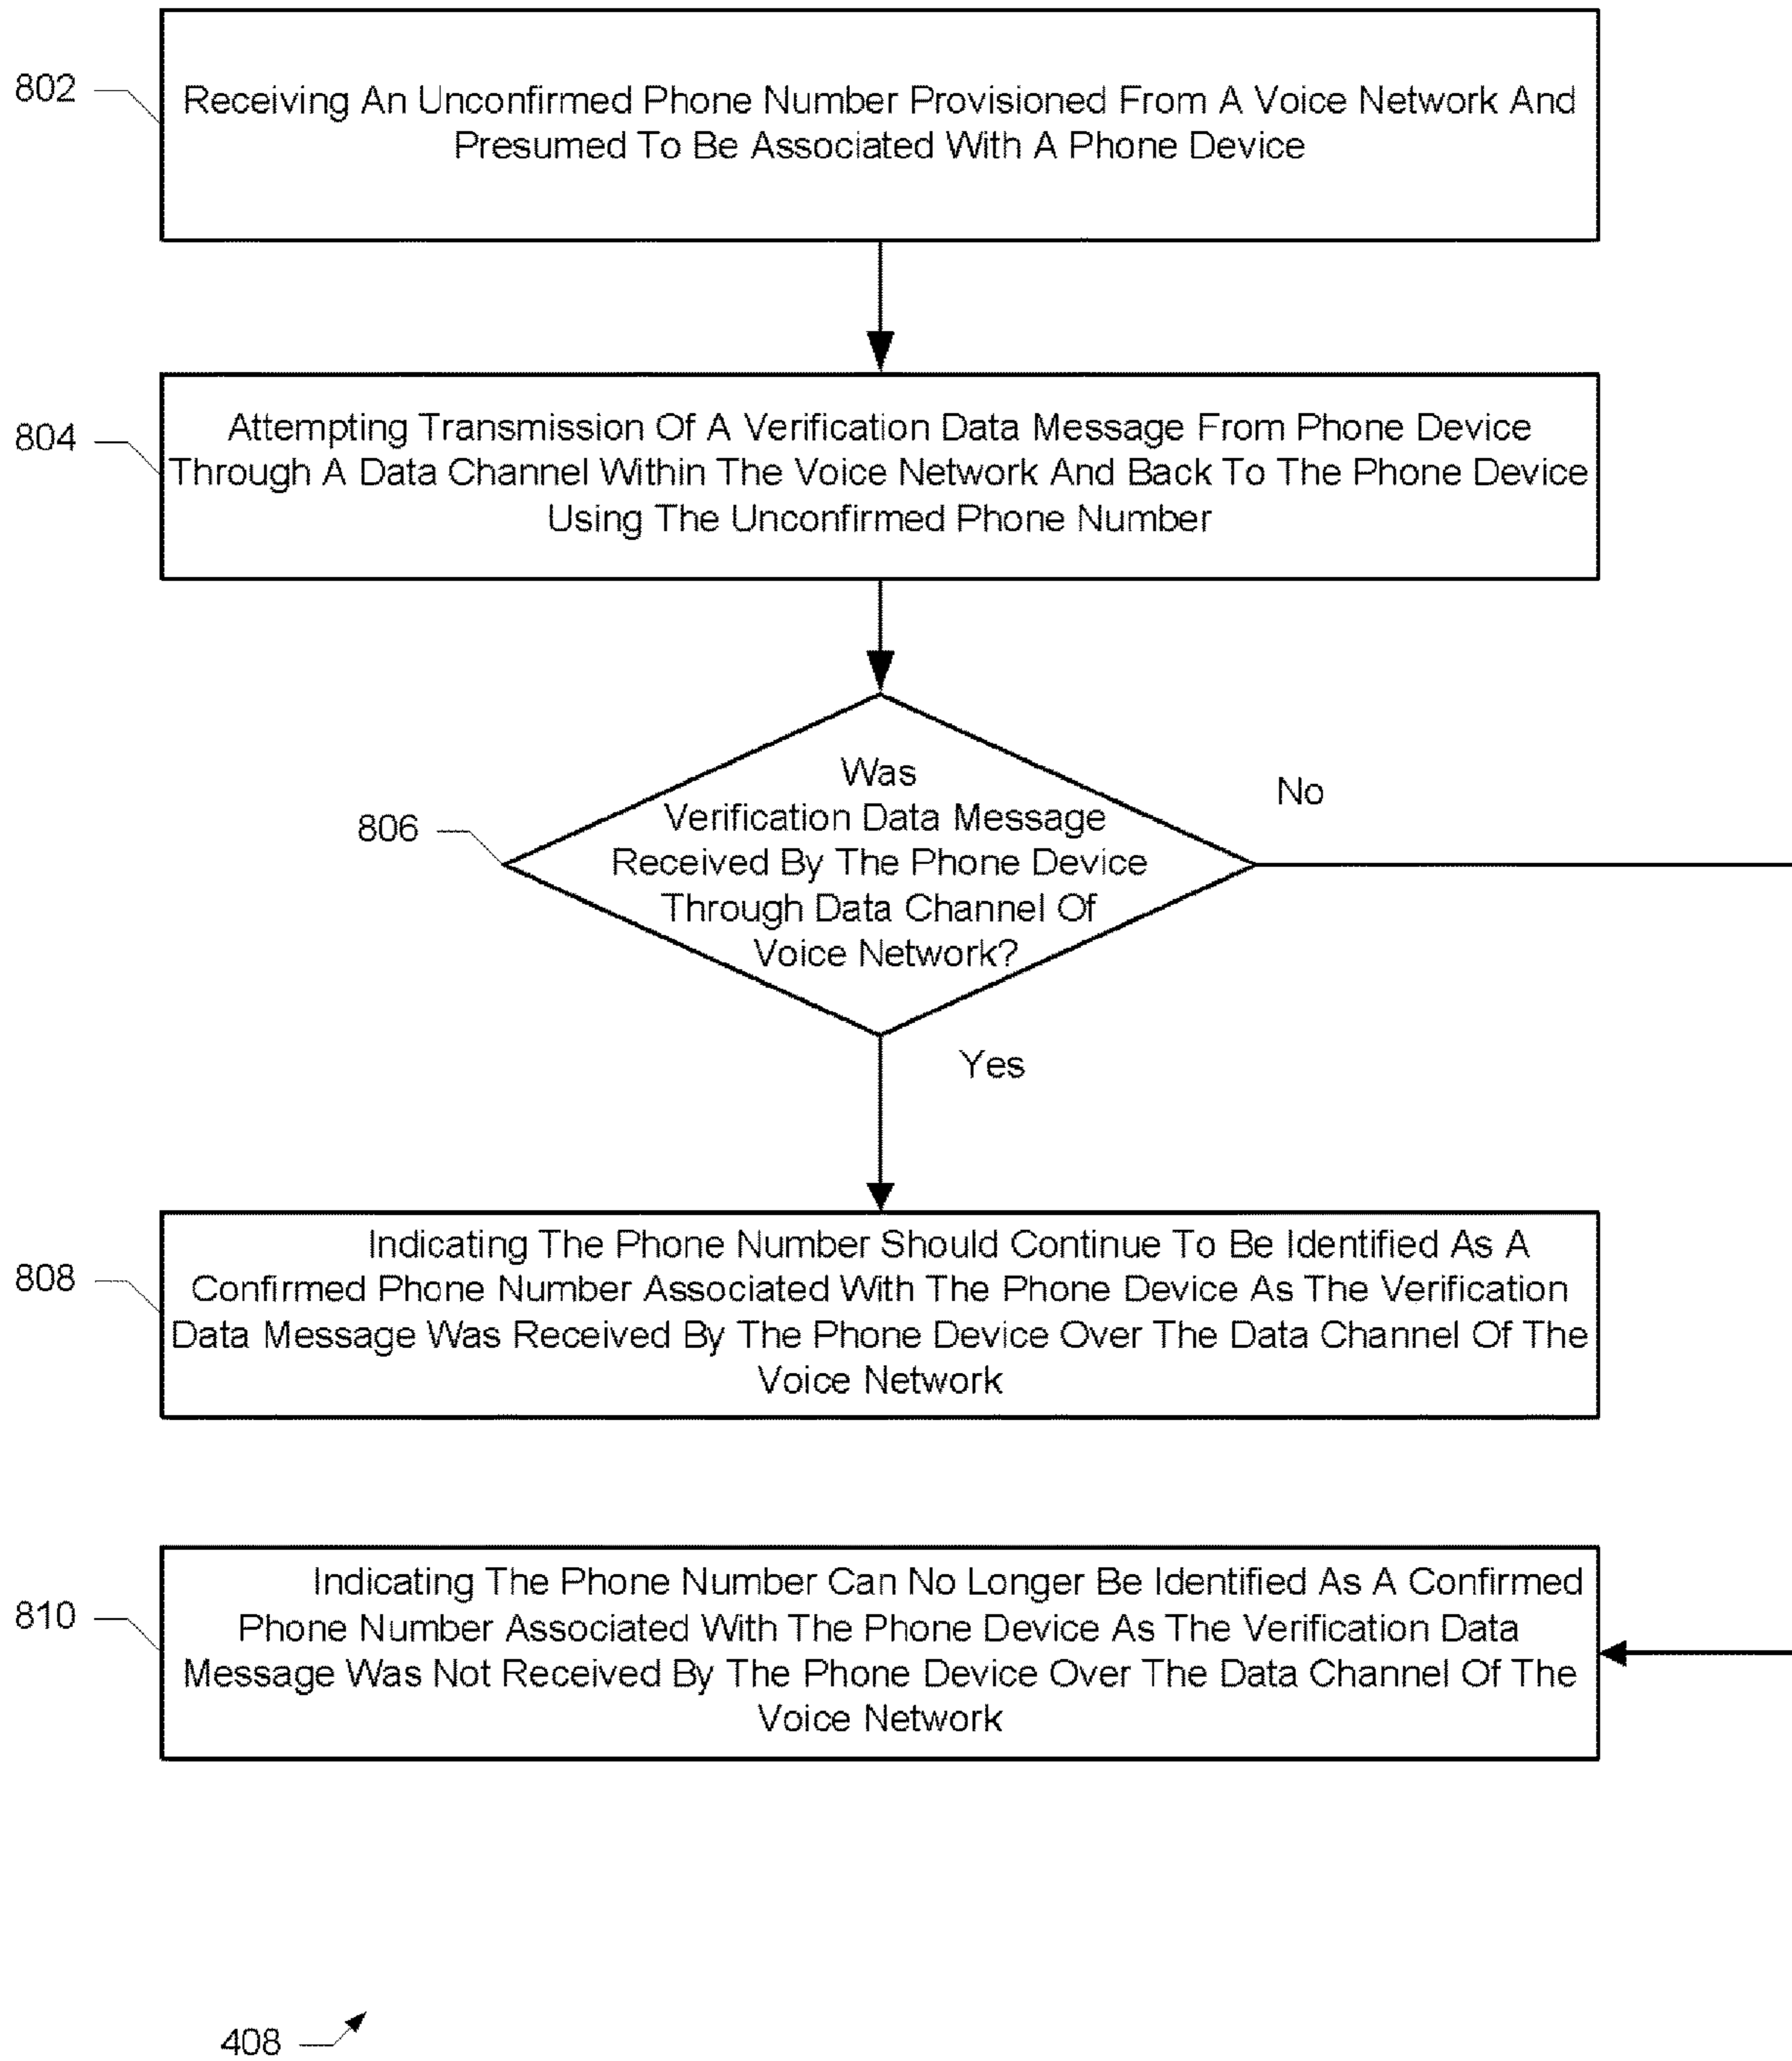 802
Receiving An Unconfirmed Phone Number Provisioned From A Voice Network And
Presumed To Be Associated With A Phone Device
804
Attempting Transmission Of A Verification Data Message From Phone Device
Through A Data Channel Within The Voice Network And Back To The Phone Device
Using The Unconfirmed Phone Number
806
Was
Verification Data Message
Received By The Phone Device
Through Data Channel Of
Voice Network?
No
Yes
808
Indicating The Phone Number Should Continue To Be Identified As A
Confirmed Phone Number Associated With The Phone Device As The Verification
Data Message Was Received By The Phone Device Over The Data Channel Of The
Voice Network
810
Indicating The Phone Number Can No Longer Be Identified As A Confirmed
Phone Number Associated With The Phone Device As The Verification Data
Message Was Not Received By The Phone Device Over The Data Channel Of The
Voice Network
408